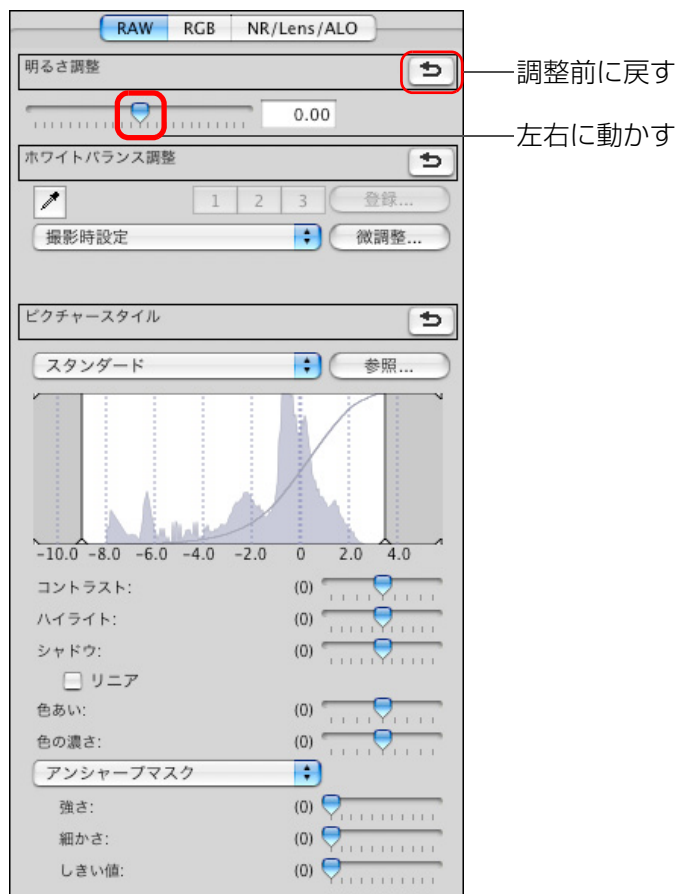 RAW RGB NR/Lens/ALO
明るさ調整
調整前に戻す
0.00
左右に動かす
ホワイトバランス調整
1 2 3 登録...
撮影時設定 微調整...
ピクチャースタイル
スタンダード 参照...
-10.0 -8.0 -6.0 -4.0 -2.0 0 2.0 4.0
コントラスト: (0)
ハイライト: (0)
シャドウ: (0)
リニア
色あい: (0)
色の濃さ: (0)
アンシャープマスク
強さ: (0)
細かさ: (0)
しきい値: (0)